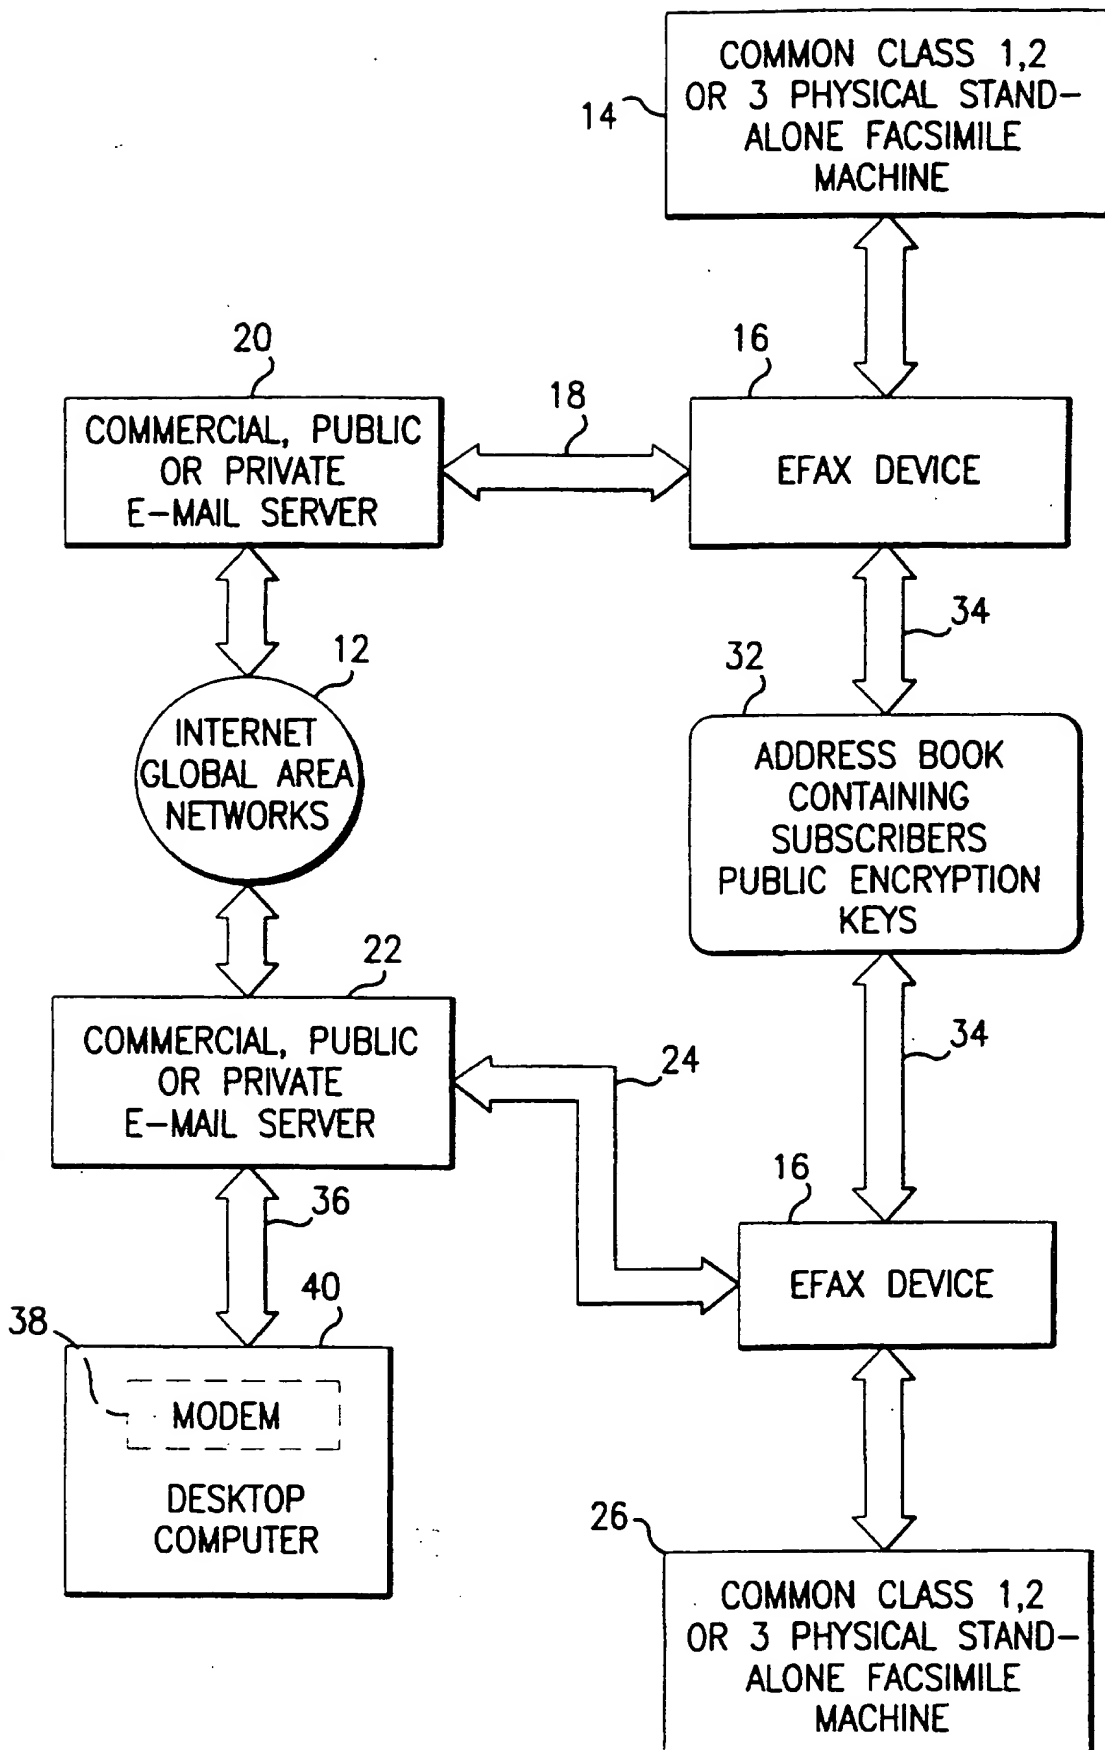 COMMON CLASS 1,2
OR 3 PHYSICAL STAND-
ALONE FACSIMILE
MACHINE
14
20
16
18
COMMERCIAL, PUBLIC
OR PRIVATE
E-MAIL SERVER
EFAX DEVICE
34
12
32
INTERNET
GLOBAL AREA
NETWORKS
ADDRESS BOOK
CONTAINING
SUBSCRIBERS
PUBLIC ENCRYPTION
KEYS
22
COMMERCIAL, PUBLIC
OR PRIVATE
E-MAIL SERVER
24
34
16
36
EFAX DEVICE
40
38
MODEM
DESKTOP
COMPUTER
26
COMMON CLASS 1,2
OR 3 PHYSICAL STAND-
ALONE FACSIMILE
MACHINE